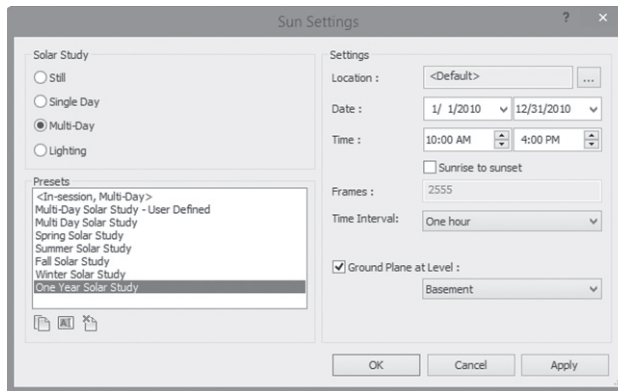 Sun Settings
? ×
Solar Study
Still
Single Day
Multi-Day
Lighting
Presets
<In-session, Multi-Day>
Multi-Day Solar Study - User Defined
Multi Day Solar Study
Spring Solar Study
Summer Solar Study
Fall Solar Study
Winter Solar Study
One Year Solar Study
AI
Settings
Location :
<Default>
...
Date :
1/ 1/2010
12/31/2010
Time :
10:00 AM
4:00 PM
Sunrise to sunset
Frames :
2555
Time Interval:
One hour
Ground Plane at Level :
Basement
OK
Cancel
Apply